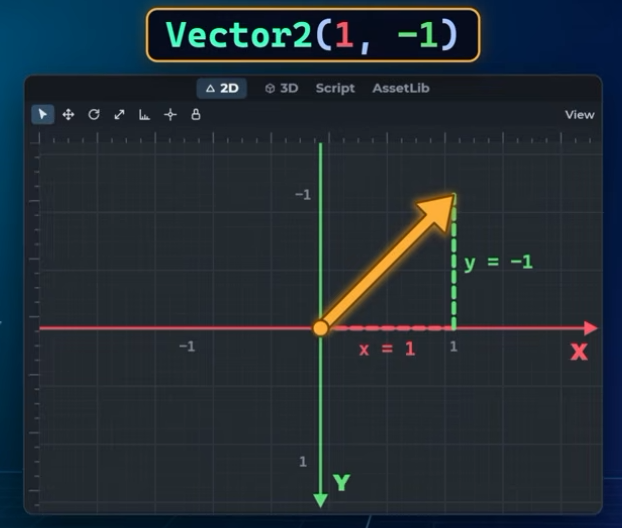 Vector2(1, −1)
2D 3D Script AssetLib
View
−1
y = −1
−1 x = 1 1 X
1
Y